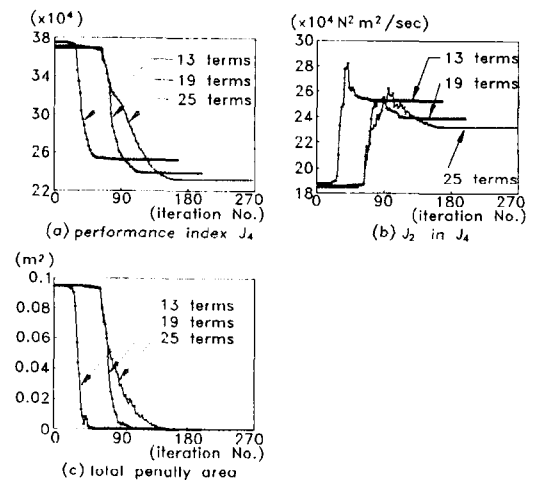 (x10⁴)
38
34
30
26
22
0 90 180 270
(iteration No.)
13 terms
19 terms
25 terms
(a) performance index J₄
x10⁴ N² m² /sec
28
26
24
22
20
18
0 90 180 270
(iteration No.)
13 terms
19 terms
25 terms
(b) J₂ in J₄
(m²)
0.1
0.08
0.06
0.04
0.02
0
0 90 180 270
(iteration No.)
13 terms
19 terms
25 terms
(c) total penally area